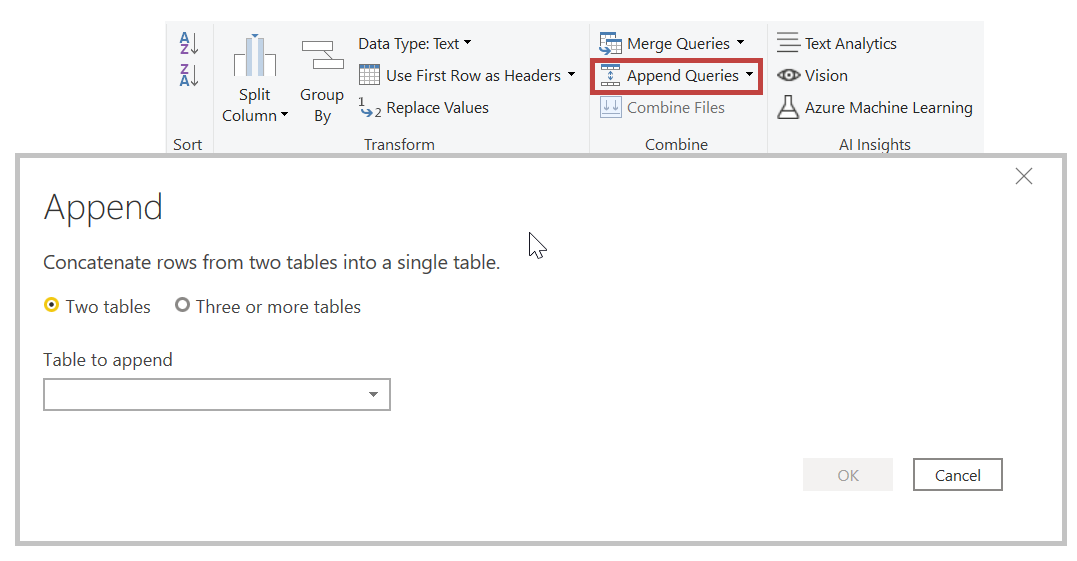 A
Z
Z
A
Sort
Split
Column
Group
By
Data Type: Text
Use First Row as Headers
1
2
Replace Values
Transform
Merge Queries
Append Queries
Combine Files
Combine
Text Analytics
Vision
Azure Machine Learning
AI Insights
Append
Concatenate rows from two tables into a single table.
Two tables Three or more tables
Table to append
OK Cancel